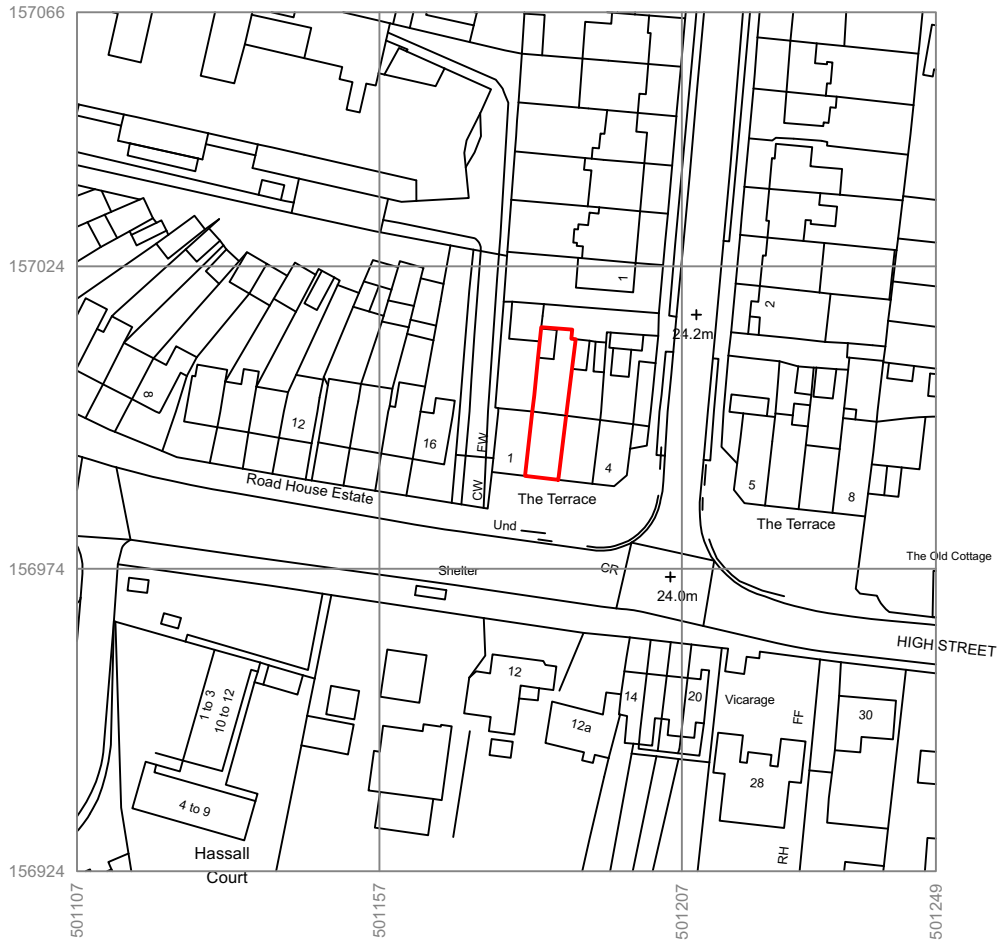 157066
157024
1
2
24.2m
8
12
16
FW
1
4
5
8
Road House Estate
CW
The Terrace
The Terrace
Und
The Old Cottage
156974
Shelter
CR
24.0m
HIGH STREET
12
14
20
Vicarage
1 to 3
10 to 12
12a
FF
30
28
4 to 9
RH
Hassall
Court
156924
501107
501157
501207
501249